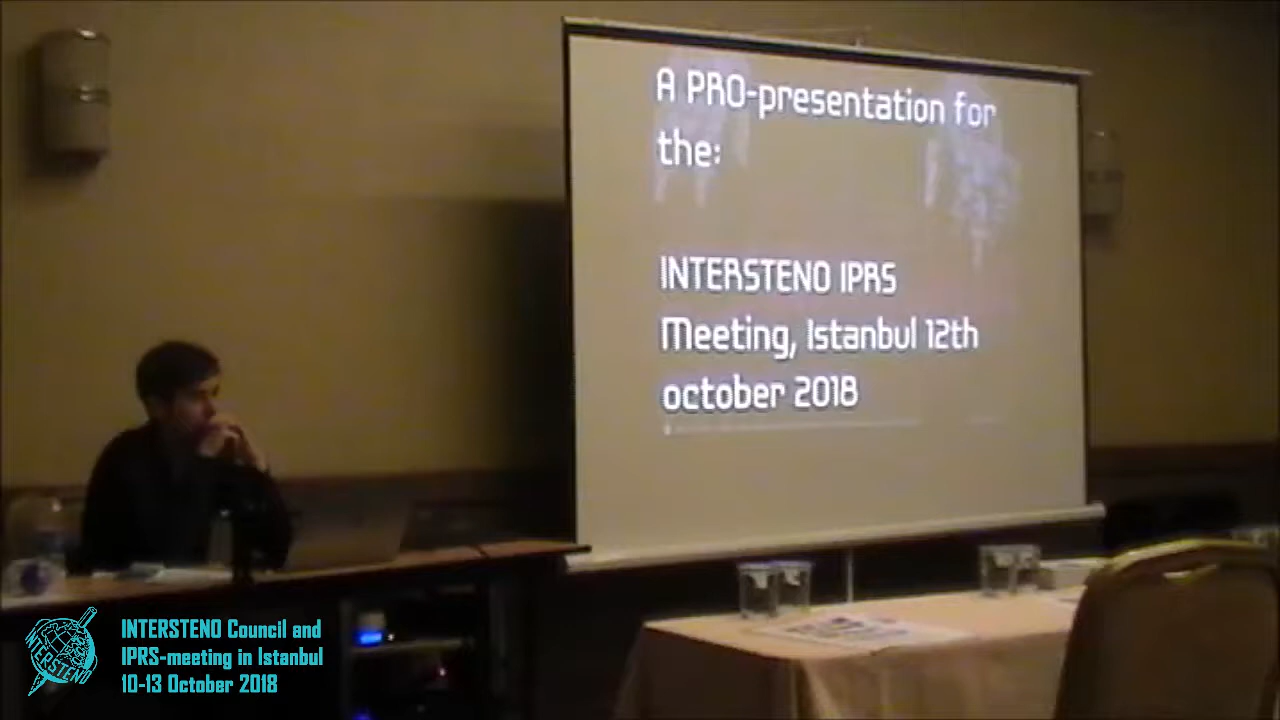 A PRO-presentation for
the:
INTERSTENO IPRS
Meeting, Istanbul 12th
october 2018
INTERSTENO
INTERSTENO Council and
IPRS-meeting in Istanbul
10-13 October 2018